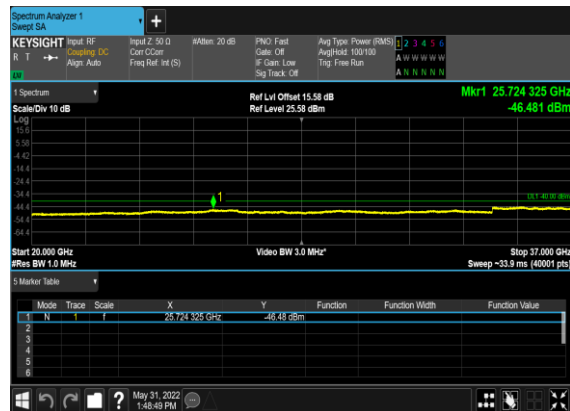 Spectrum Analyzer 1
Swept SA
+
KEYSIGHT Input: RF Input Z: 50 Ω #Atten: 20 dB PNO: Fast Avg Type: Power (RMS) 1 2 3 4 5 6
R T Coupling: DC Corr CCorr Gate: Off Avg|Hold: 100/100 A W W W W W
Align: Auto Freq Ref: Int (S) IF Gain: Low Trig: Free Run
Sig Track: Off A N N N N N
1 Spectrum
Ref Lvl Offset 15.58 dB Mkr1 25.724 325 GHz
Scale/Div 10 dB Ref Level 25.58 dBm -46.481 dBm
Log
15.6
5.58
-4.42
-14.4
-24.4
-34.4
1
DL1 -40.00 dBm
-44.4
-54.4
-64.4
Start 20.000 GHz Video BW 3.0 MHz* Stop 37.000 GHz
#Res BW 1.0 MHz Sweep ~33.9 ms (40001 pts)
5 Marker Table
Mode Trace Scale X Y Function Function Width Function Value
1 N 1 f 25.724 325 GHz -46.48 dBm
2
3
4
5
6
? May 31, 2022
1:48:49 PM